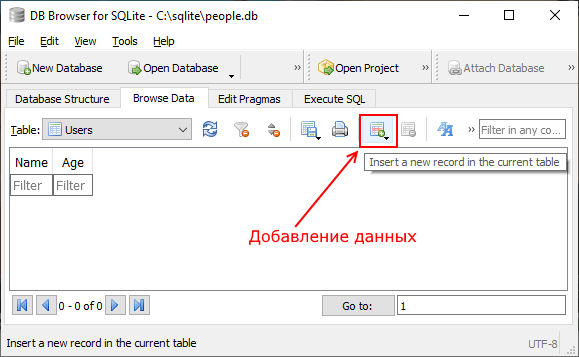 DB Browser for SQLite - C:\sqlite\people.db
File Edit View Tools Help
New Database Open Database » Open Project » Attach Database »
Database Structure Browse Data Edit Pragmas Execute SQL
Table: Users » Filter in any co...
Insert a new record in the current table
Name Age
Filter Filter
Добавление данных
0 - 0 of 0 Go to: 1
Insert a new record in the current table UTF-8